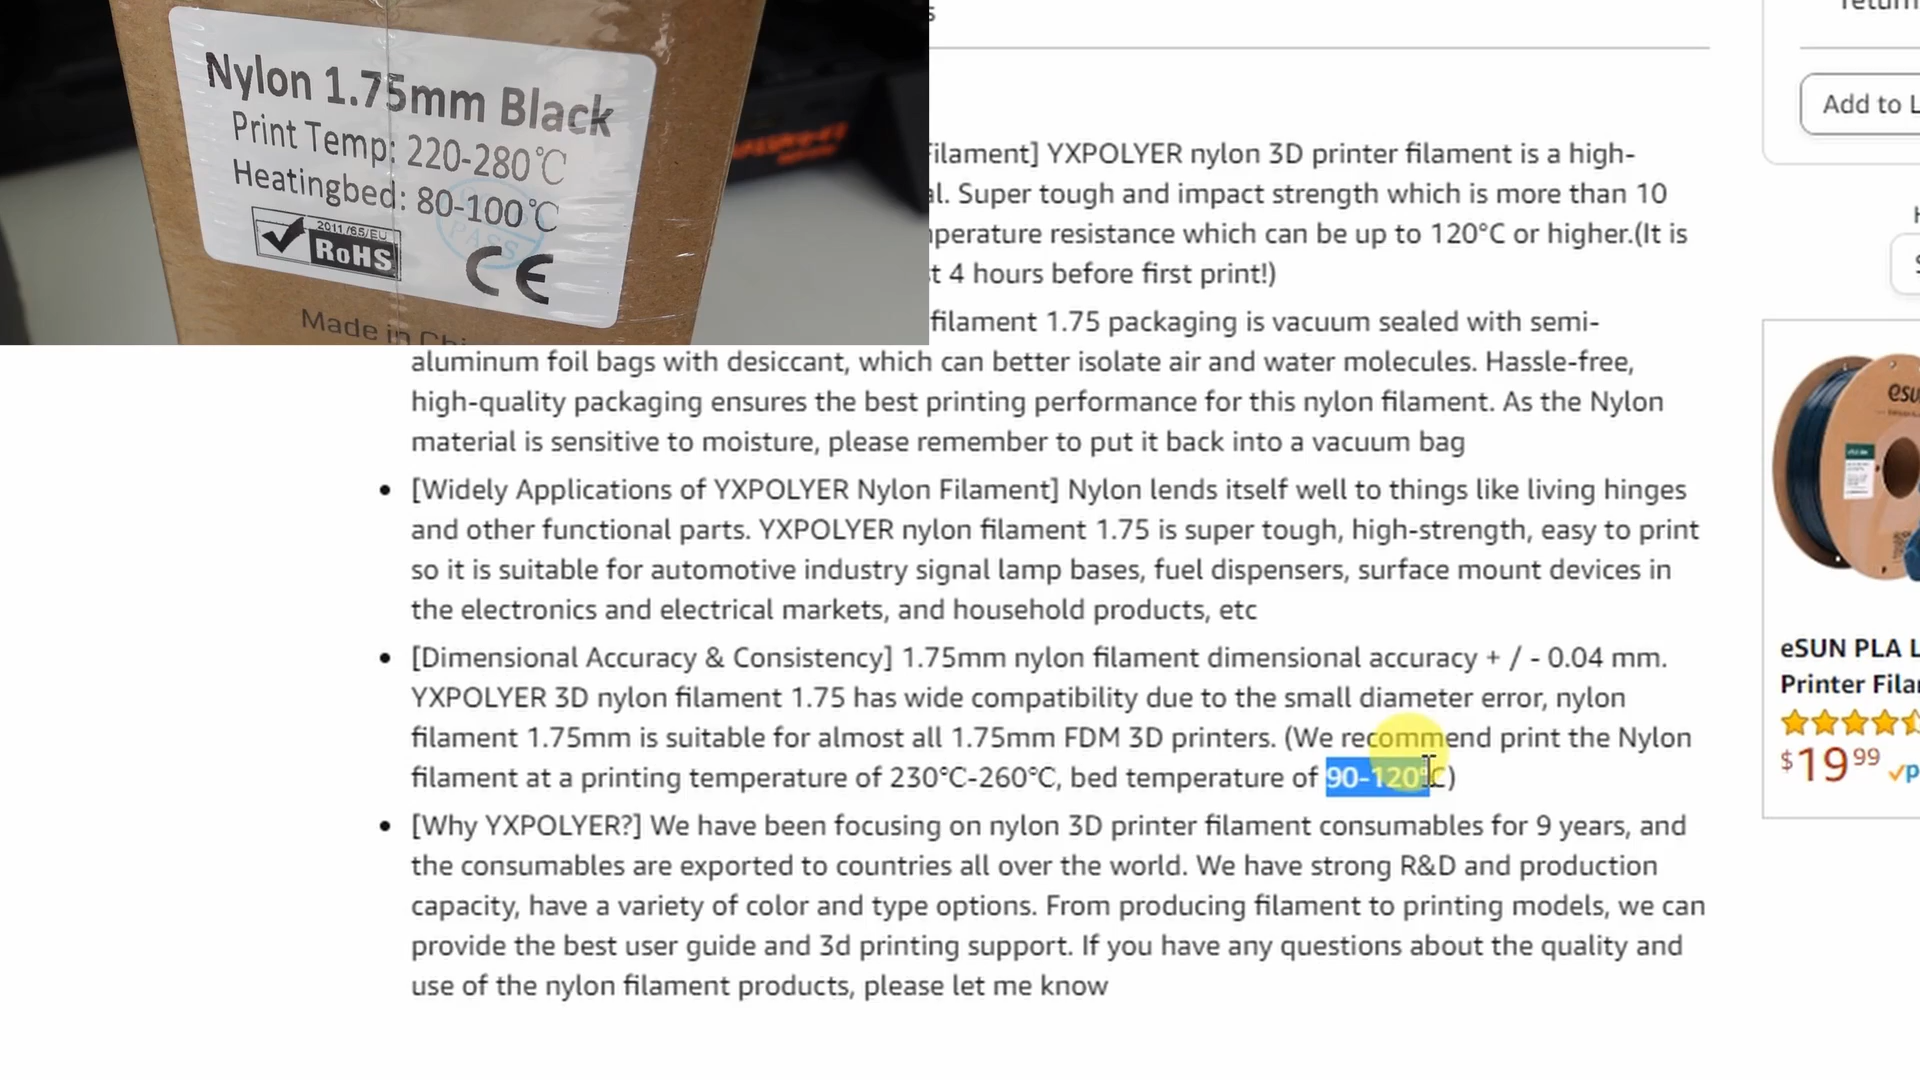 Nylon 1.75mm Black
Print Temp: 220-280℃
Heatingbed: 80-100℃
2011/65/EU
RoHS
PASS
CE
Made in
Filament] YXPOLYER nylon 3D printer filament is a high-
Super tough and impact strength which is more than 10
temperature resistance which can be up to 120°C or higher.(It is
4 hours before first print!)
filament 1.75 packaging is vacuum sealed with semi-
aluminum foil bags with desiccant, which can better isolate air and water molecules. Hassle-free,
high-quality packaging ensures the best printing performance for this nylon filament. As the Nylon
material is sensitive to moisture, please remember to put it back into a vacuum bag
• [Widely Applications of YXPOLYER Nylon Filament] Nylon lends itself well to things like living hinges
and other functional parts. YXPOLYER nylon filament 1.75 is super tough, high-strength, easy to print
so it is suitable for automotive industry signal lamp bases, fuel dispensers, surface mount devices in
the electronics and electrical markets, and household products, etc
• [Dimensional Accuracy & Consistency] 1.75mm nylon filament dimensional accuracy + / - 0.04 mm.
YXPOLYER 3D nylon filament 1.75 has wide compatibility due to the small diameter error, nylon
filament 1.75mm is suitable for almost all 1.75mm FDM 3D printers. (We recommend print the Nylon
filament at a printing temperature of 230℃-260℃, bed temperature of 90-120℃)
• [Why YXPOLYER?] We have been focusing on nylon 3D printer filament consumables for 9 years, and
the consumables are exported to countries all over the world. We have strong R&D and production
capacity, have a variety of color and type options. From producing filament to printing models, we can
provide the best user guide and 3d printing support. If you have any questions about the quality and
use of the nylon filament products, please let me know
Add to
eSUN PLA
Printer
$19.99